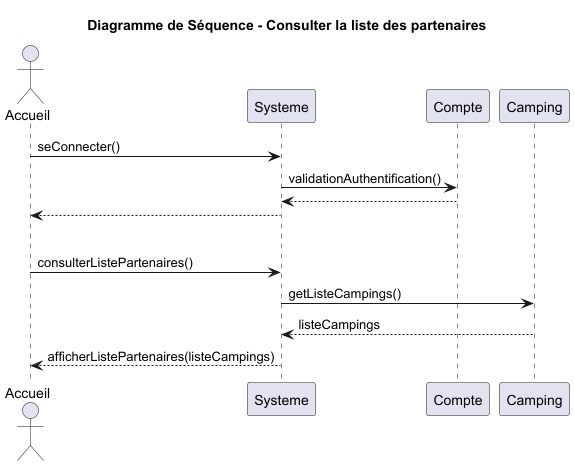 Diagramme de Séquence - Consulter la liste des partenaires
Accueil
Systeme
Compte
Camping
seConnecter()
validationAuthentification()
consulterListePartenaires()
getListeCampings()
listeCampings
afficherListePartenaires(listeCampings)
Accueil
Systeme
Compte
Camping